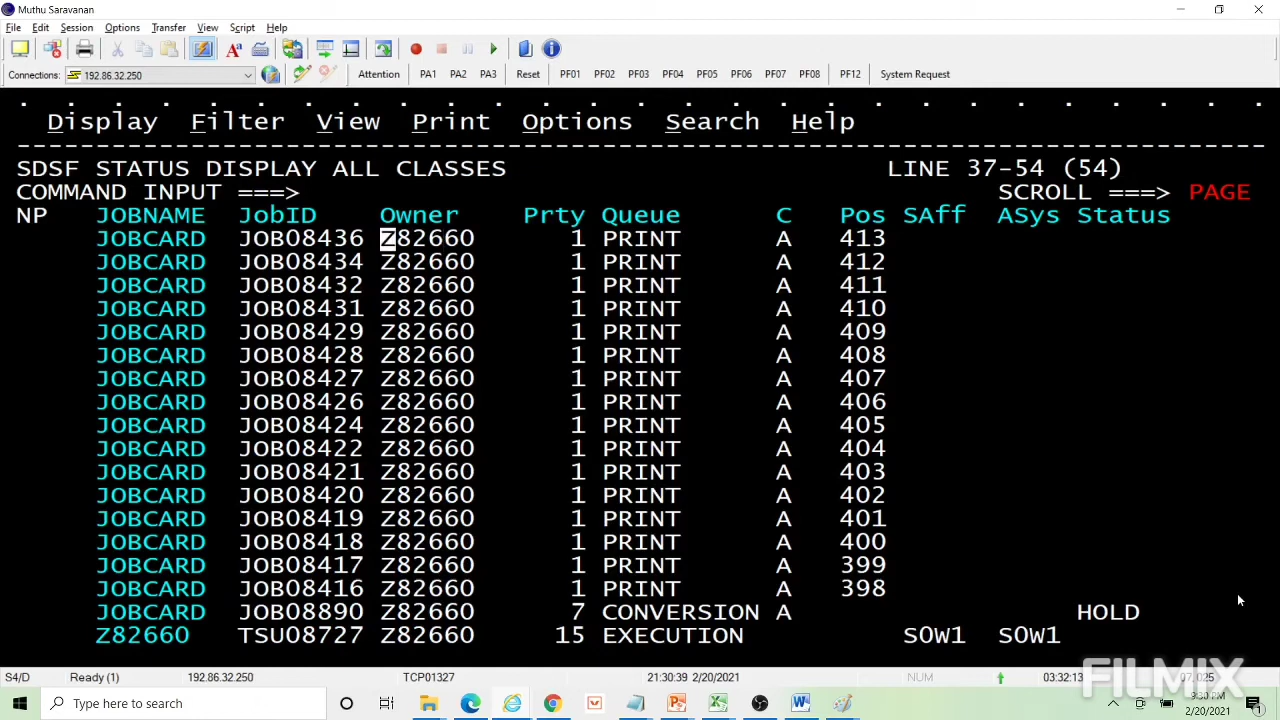 Muthu Saravanan
File Edit Session Options Transfer View Script Help
Connections: 192.86.32.250 Attention PA1 PA2 PA3 Reset PF01 PF02 PF03 PF04 PF05 PF06 PF07 PF08 PF12 System Request
Display Filter View Print Options Search Help
SDSF STATUS DISPLAY ALL CLASSES LINE 37-54 (54)
COMMAND INPUT ===> SCROLL ===> PAGE
NP JOBNAME JobID Owner Prty Queue C Pos SAff ASys Status
JOBCARD JOB08436 Z82660 1 PRINT A 413
JOBCARD JOB08434 Z82660 1 PRINT A 412
JOBCARD JOB08432 Z82660 1 PRINT A 411
JOBCARD JOB08431 Z82660 1 PRINT A 410
JOBCARD JOB08429 Z82660 1 PRINT A 409
JOBCARD JOB08428 Z82660 1 PRINT A 408
JOBCARD JOB08427 Z82660 1 PRINT A 407
JOBCARD JOB08426 Z82660 1 PRINT A 406
JOBCARD JOB08424 Z82660 1 PRINT A 405
JOBCARD JOB08422 Z82660 1 PRINT A 404
JOBCARD JOB08421 Z82660 1 PRINT A 403
JOBCARD JOB08420 Z82660 1 PRINT A 402
JOBCARD JOB08419 Z82660 1 PRINT A 401
JOBCARD JOB08418 Z82660 1 PRINT A 400
JOBCARD JOB08417 Z82660 1 PRINT A 399
JOBCARD JOB08416 Z82660 1 PRINT A 398
JOBCARD JOB08890 Z82660 7 CONVERSION A HOLD
Z82660 TSU08727 Z82660 15 EXECUTION S0W1 S0W1
S4/D Ready (1) 192.86.32.250 TCP01327 21:30:39 2/20/2021 NUM 03:32:13 07,025
FILMIX
Type here to search
9:30 PM
2/20/2021